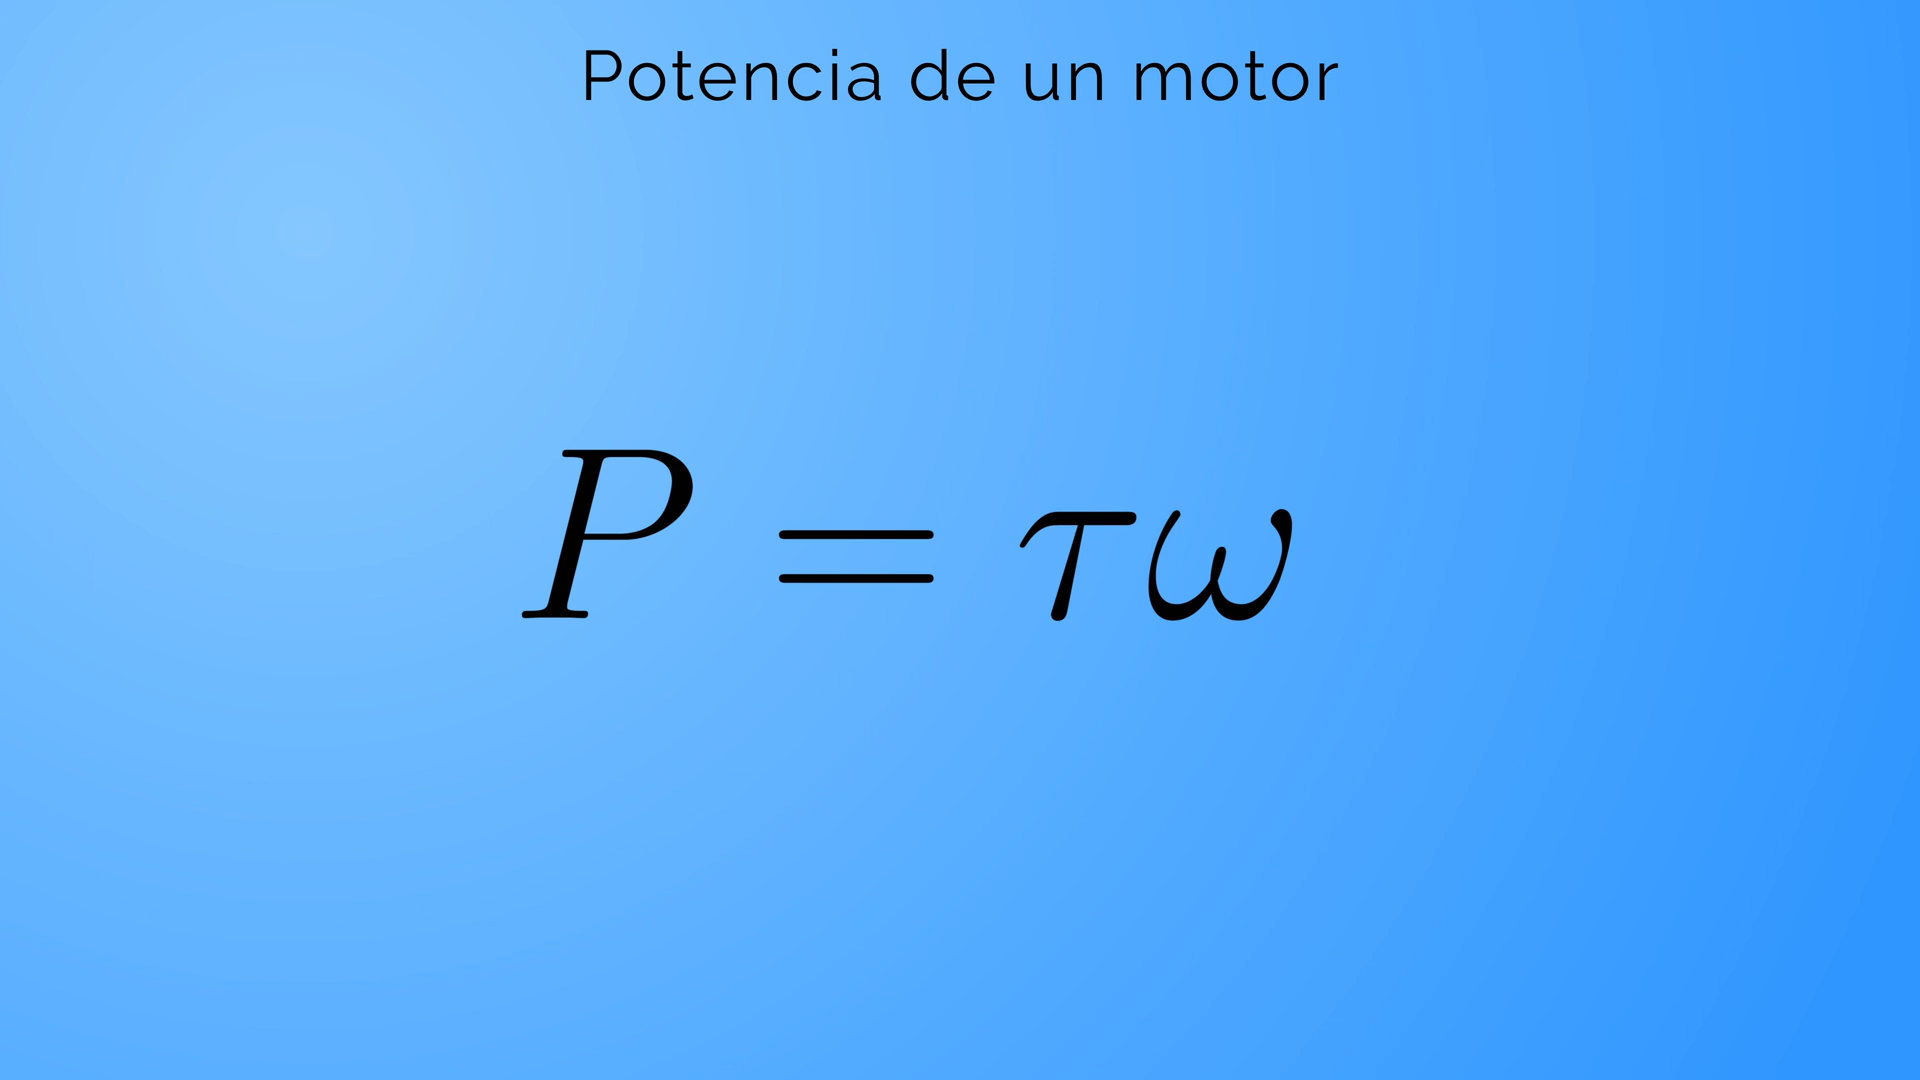 Potencia de un motor
P = τω